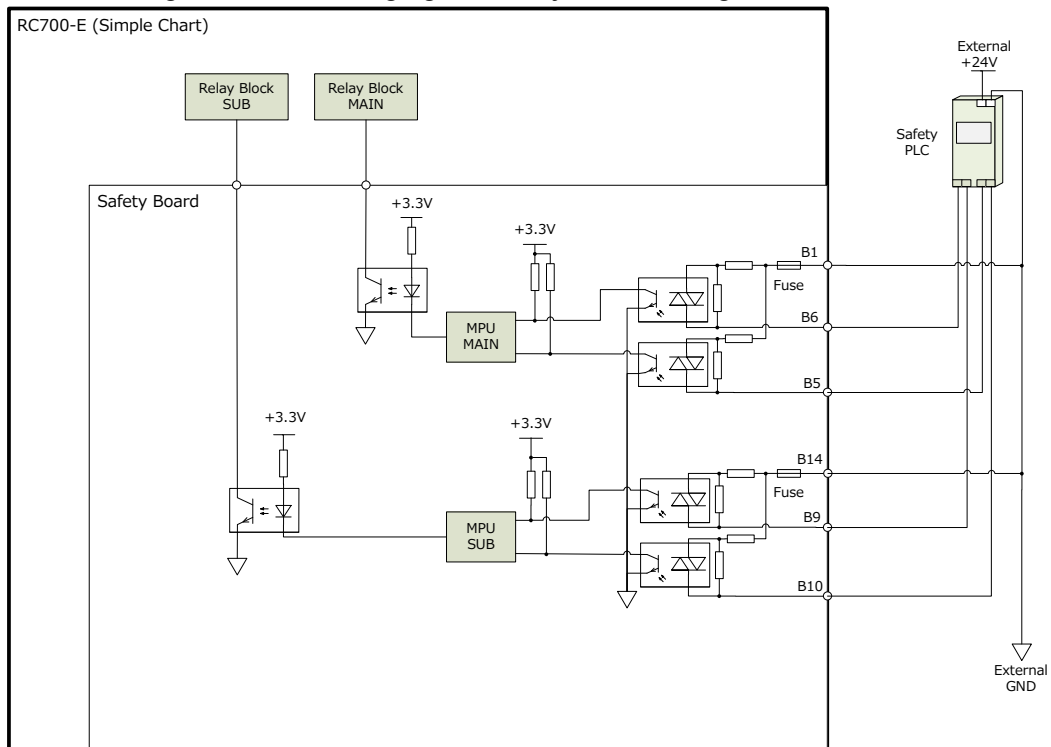 RC700-E (Simple Chart)
External
+24V
Relay Block
SUB
Relay Block
MAIN
Safety
PLC
Safety Board
+3.3V
+3.3V
B1
Fuse
MPU
MAIN
B6
B5
+3.3V
+3.3V
B14
Fuse
MPU
SUB
B9
B10
External
GND